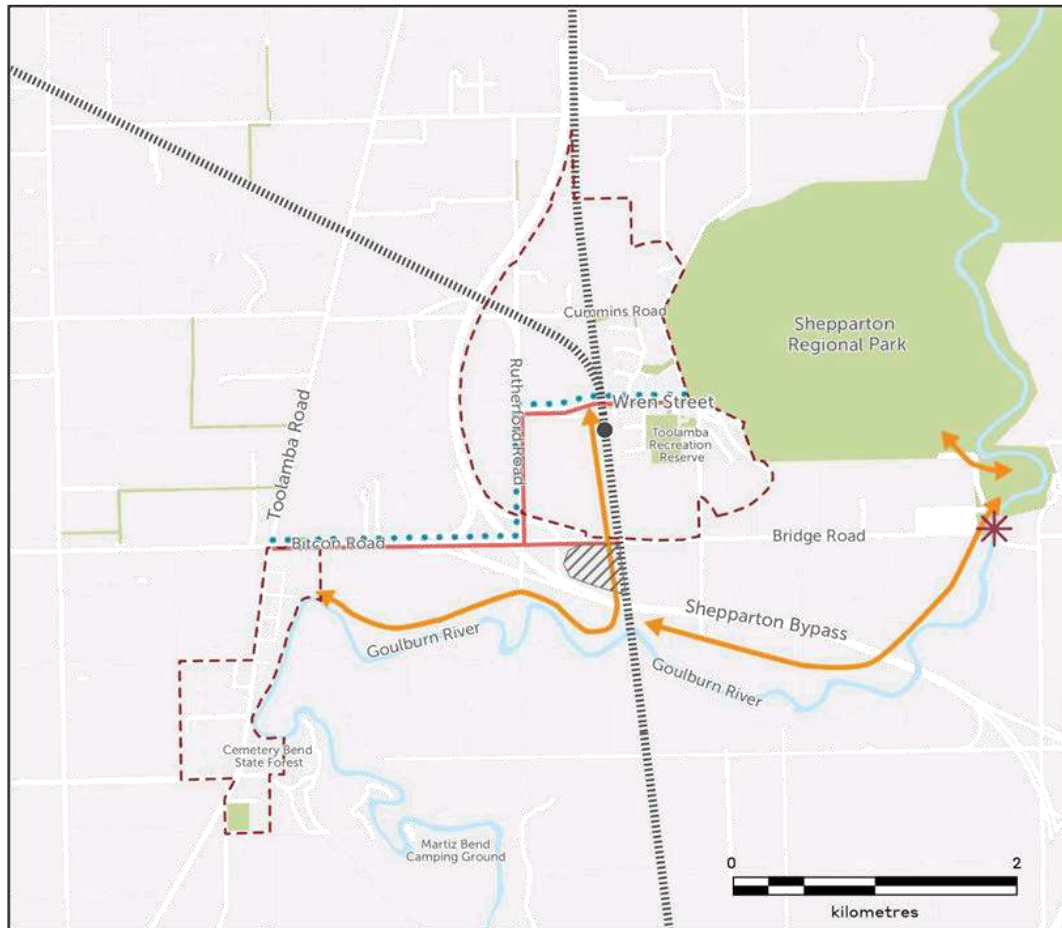 Cummins Road
Shepparton
Regional Park
Toolamba Road
Rutherford Road
Wren Street
Toolamba
Recreation
Reserve
Bitcon Road
Bridge Road
Shepparton Bypass
Goulburn River
Goulburn River
Cemetery Bend
State Forest
Martiz Bend
Camping Ground
0 2
kilometres